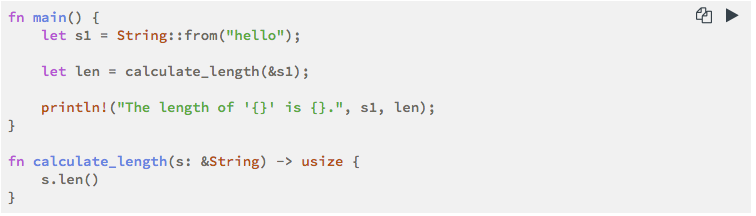 fn main() {
    let s1 = String::from("hello");
    let len = calculate_length(&s1);
    println!("The length of '{}' is {}.", s1, len);
}
fn calculate_length(s: &String) -> usize {
    s.len()
}